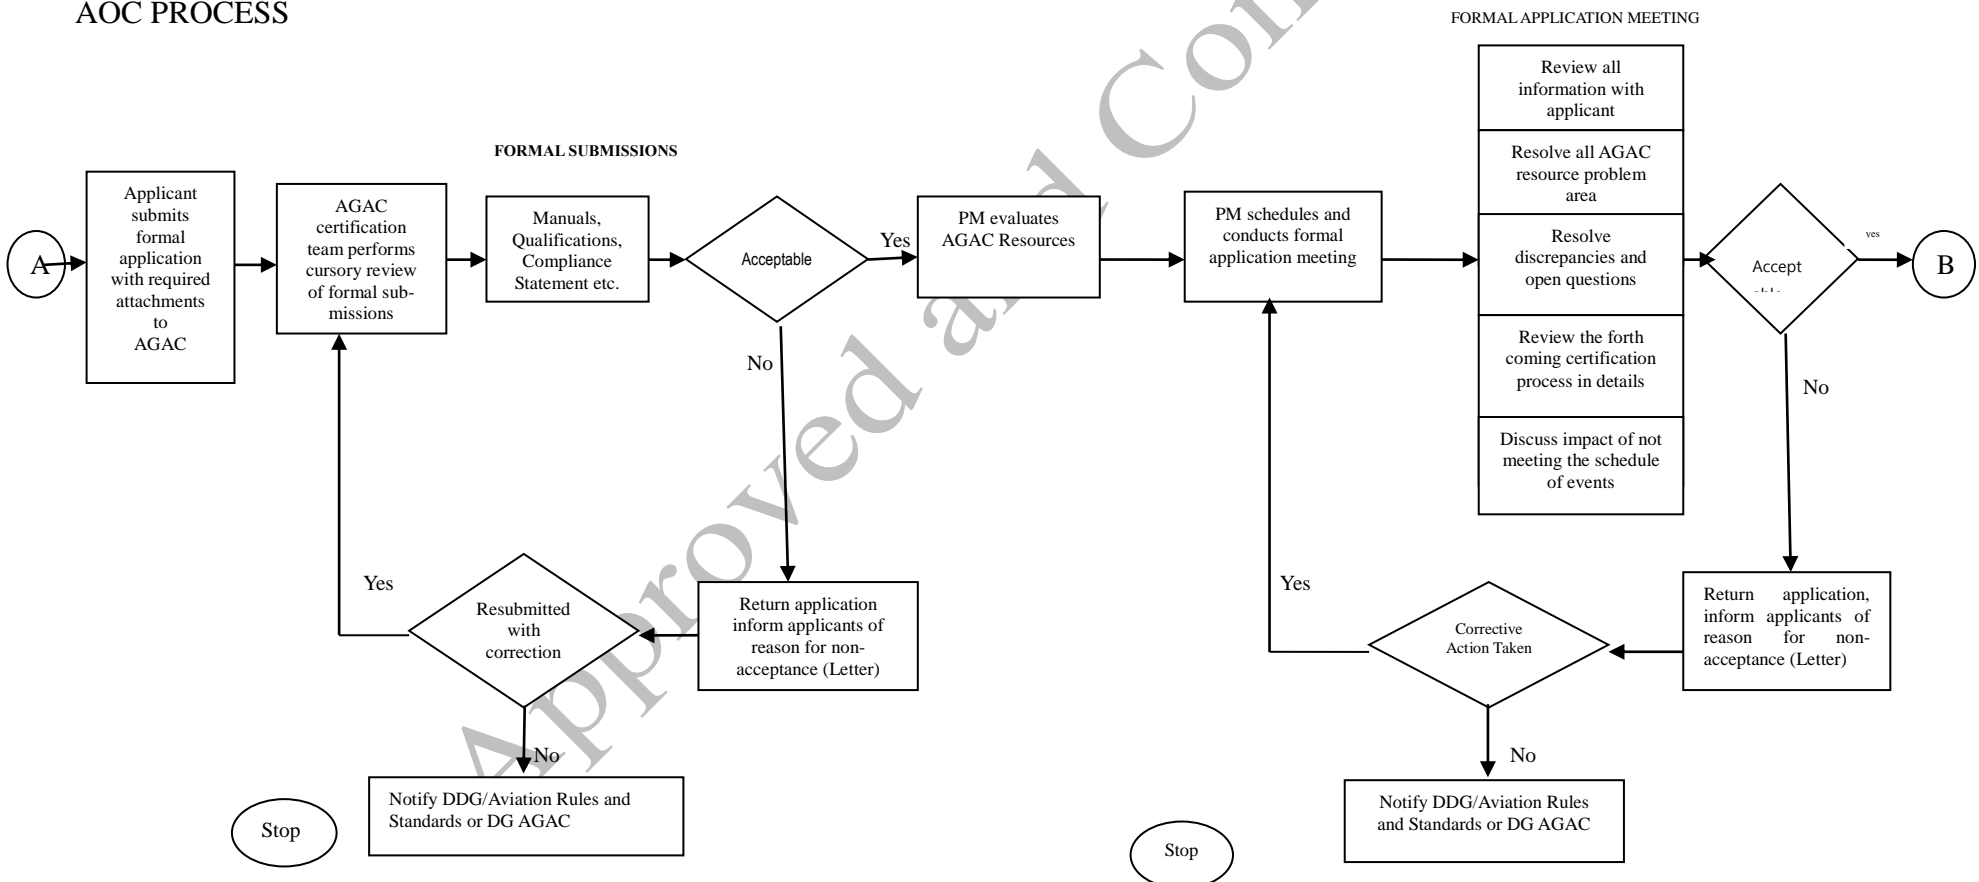 AOC PROCESS
FORMAL APPLICATION MEETING
FORMAL SUBMISSIONS
A
Applicant
submits
formal
application
with required
attachments
to
AGAC
AGAC
certification
team performs
cursory review
of formal sub-
missions
Manuals,
Qualifications,
Compliance
Statement etc.
Acceptable
Yes
No
PM evaluates
AGAC Resources
PM schedules and
conducts formal
application meeting
Review all
information with
applicant
Resolve all AGAC
resource problem
area
Resolve
discrepancies and
open questions
Review the forth
coming certification
process in details
Discuss impact of not
meeting the schedule
of events
Accept
yes
B
No
Return application
inform applicants of
reason for non-
acceptance (Letter)
Resubmitted
with
correction
Yes
No
Notify DDG/Aviation Rules and
Standards or DG AGAC
Stop
Return application,
inform applicants of
reason for non-
acceptance (Letter)
Corrective
Action Taken
Yes
No
Notify DDG/Aviation Rules
and Standards or DG AGAC
Stop
Approved and